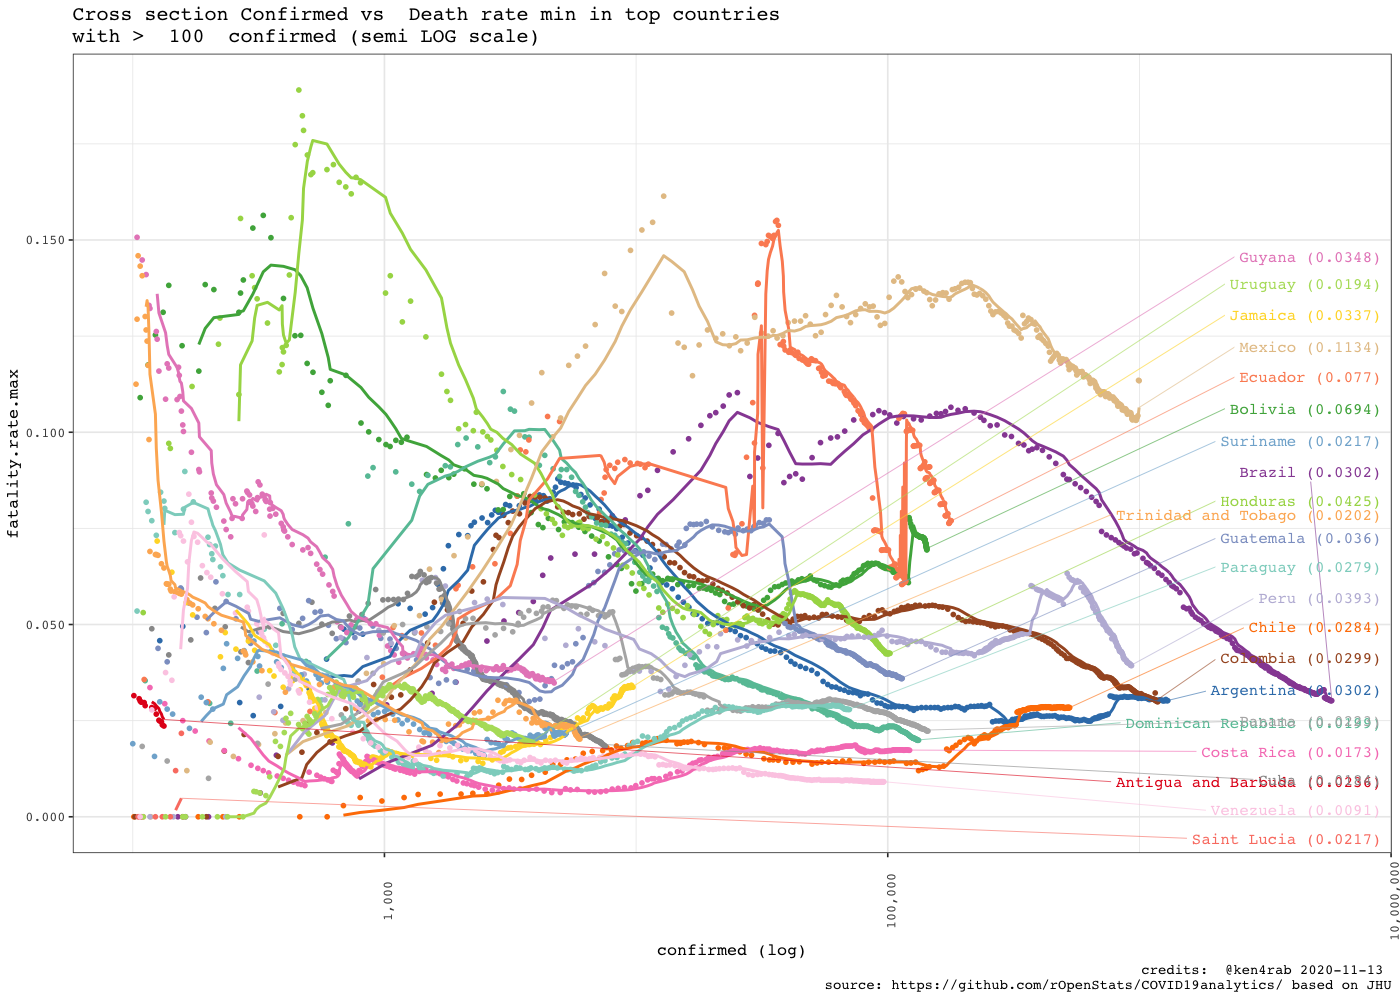 Cross section Confirmed vs  Death rate min in top countries
with >  100  confirmed (semi LOG scale)
fatality.rate.max
0.150
0.100
0.050
0.000
Guyana (0.0348)
Uruguay (0.0194)
Jamaica (0.0337)
Mexico (0.1134)
Ecuador (0.077)
Bolivia (0.0694)
Suriname (0.0217)
Brazil (0.0302)
Honduras (0.0425)
Trinidad and Tobago (0.0202)
Guatemala (0.036)
Paraguay (0.0279)
Peru (0.0393)
Chile (0.0284)
Colombia (0.0299)
Argentina (0.0302)
Dominican Republic
Costa Rica (0.0173)
Antigua and Barbuda (0.0236)
Venezuela (0.0091)
Saint Lucia (0.0217)
1,000
100,000
10,000,000
confirmed (log)
credits:  @ken4rab 2020-11-13
source: https://github.com/rOpenStats/COVID19analytics/ based on JHU